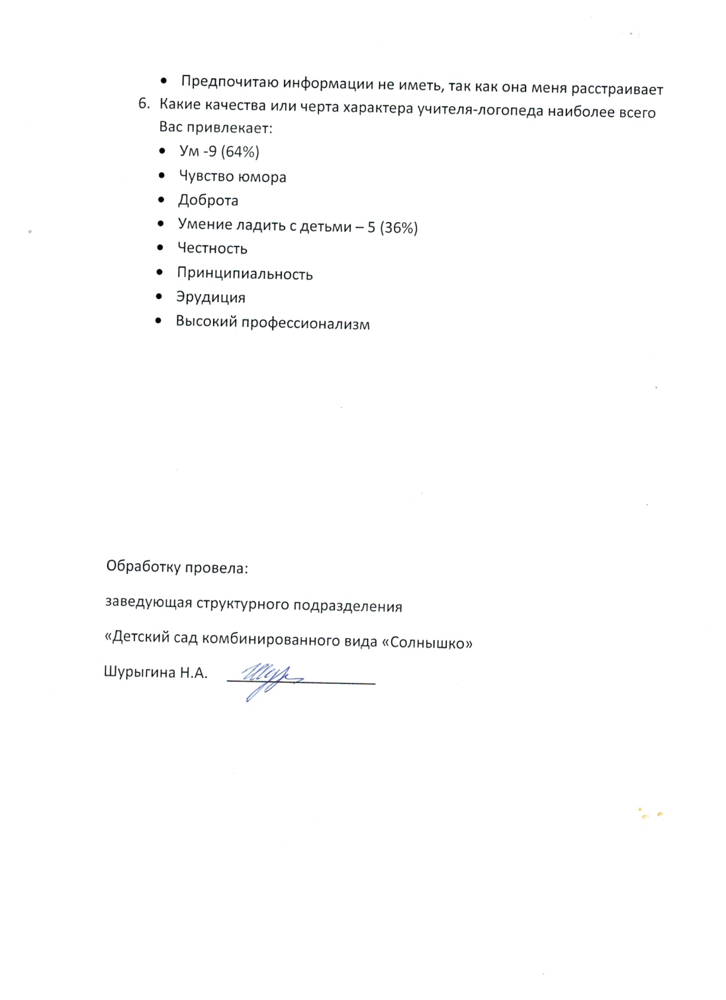 • Предпочитаю информации не иметь, так как она меня расстраивает
6. Какие качества или черта характера учителя-логопеда наиболее всего
Вас привлекает:
• Ум -9 (64%)
• Чувство юмора
• Доброта
• Умение ладить с детьми – 5 (36%)
• Честность
• Принципиальность
• Эрудиция
• Высокий профессионализм
Обработку провела:
заведующая структурного подразделения
«Детский сад комбинированного вида «Солнышко»
Шурыгина Н.А.